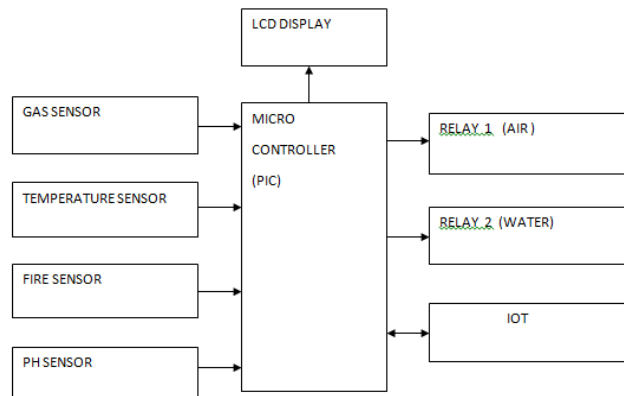 LCD DISPLAY
GAS SENSOR
TEMPERATURE SENSOR
FIRE SENSOR
PH SENSOR
MICRO
CONTROLLER
(PIC)
RELAY 1 (AIR )
RELAY 2 (WATER)
IOT